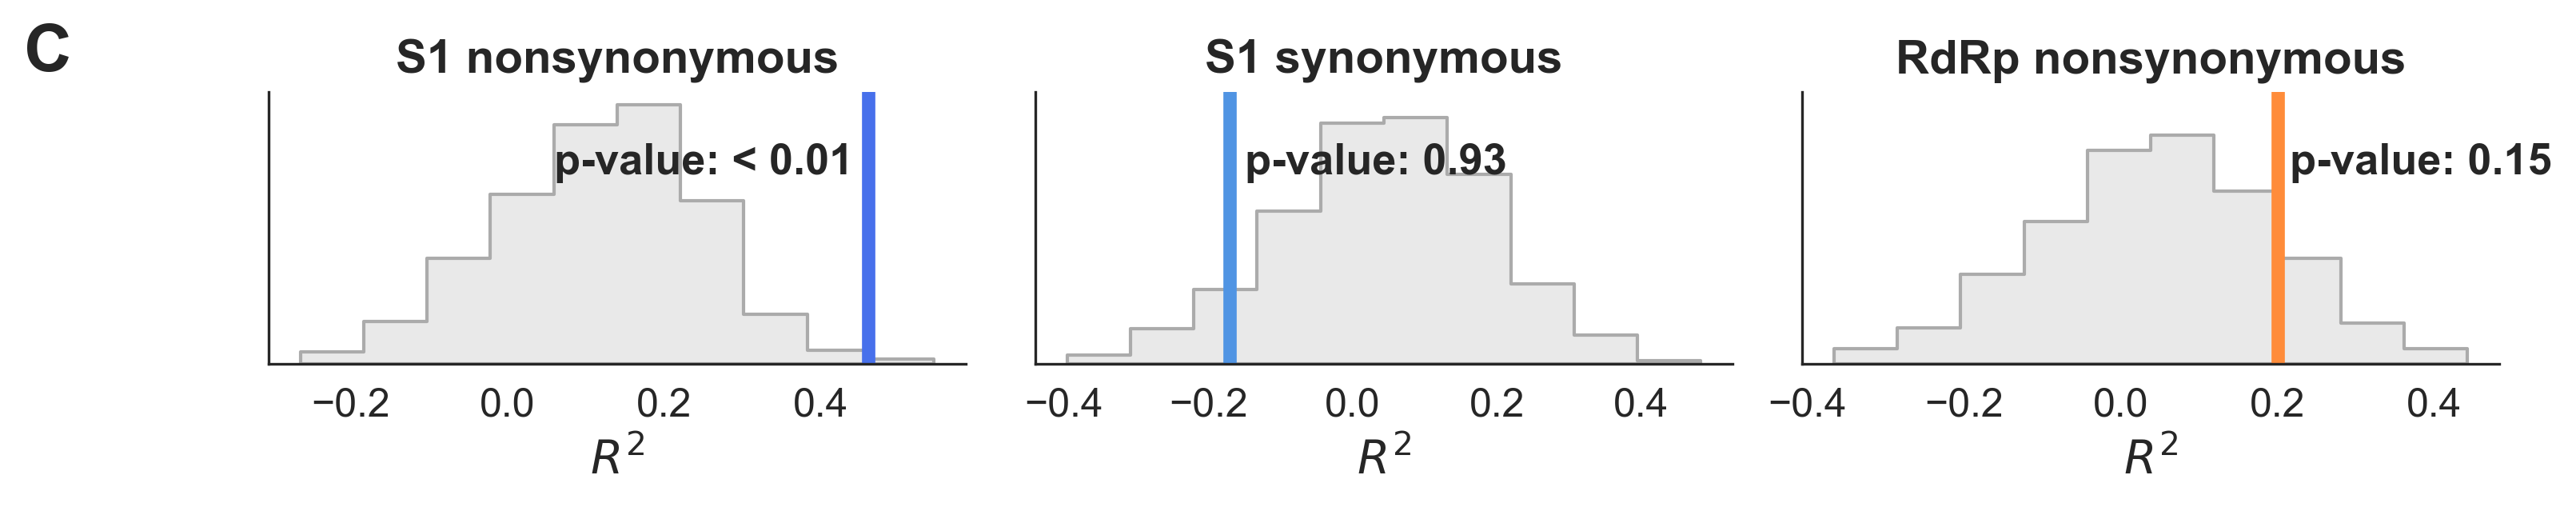 C
S1 nonsynonymous
p-value: < 0.01
−0.2 0.0 0.2 0.4
R²
S1 synonymous
p-value: 0.93
−0.4 −0.2 0.0 0.2 0.4
R²
RdRp nonsynonymous
p-value: 0.15
−0.4 −0.2 0.0 0.2 0.4
R²